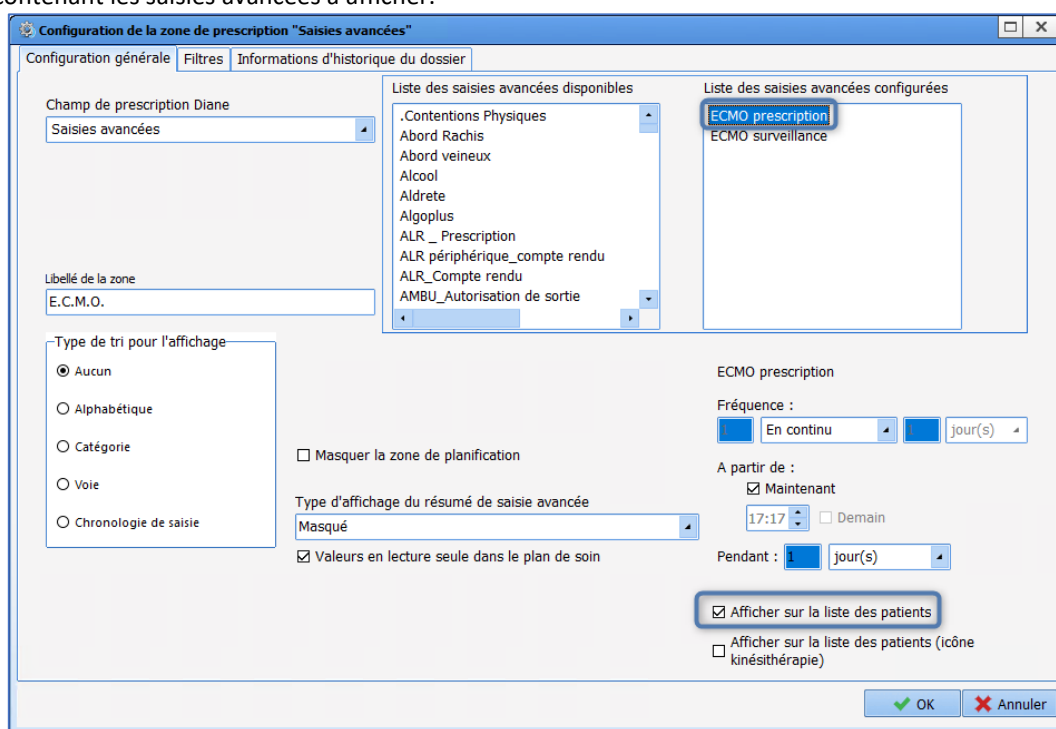 contenant les saisies avancées à afficher.
Configuration de la zone de prescription "Saisies avancées"
Configuration générale Filtres Informations d'historique du dossier
Champ de prescription Diane
Saisies avancées
Liste des saisies avancées disponibles
.Contentions Physiques
Abord Rachis
Abord veineux
Alcool
Aldrete
Algoplus
ALR _ Prescription
ALR périphérique_compte rendu
ALR_Compte rendu
AMBU_Autorisation de sortie
Liste des saisies avancées configurées
ECMO prescription
ECMO surveillance
Libellé de la zone
E.C.M.O.
Type de tri pour l'affichage
Aucun
Alphabétique
Catégorie
Voie
Chronologie de saisie
Masquer la zone de planification
Type d'affichage du résumé de saisie avancée
Masqué
Valeurs en lecture seule dans le plan de soin
ECMO prescription
Fréquence :
1 En continu 1 jour(s)
A partir de :
Maintenant
17:17 Demain
Pendant : 1 jour(s)
Afficher sur la liste des patients
Afficher sur la liste des patients (icône
kinésithérapie)
OK Annuler